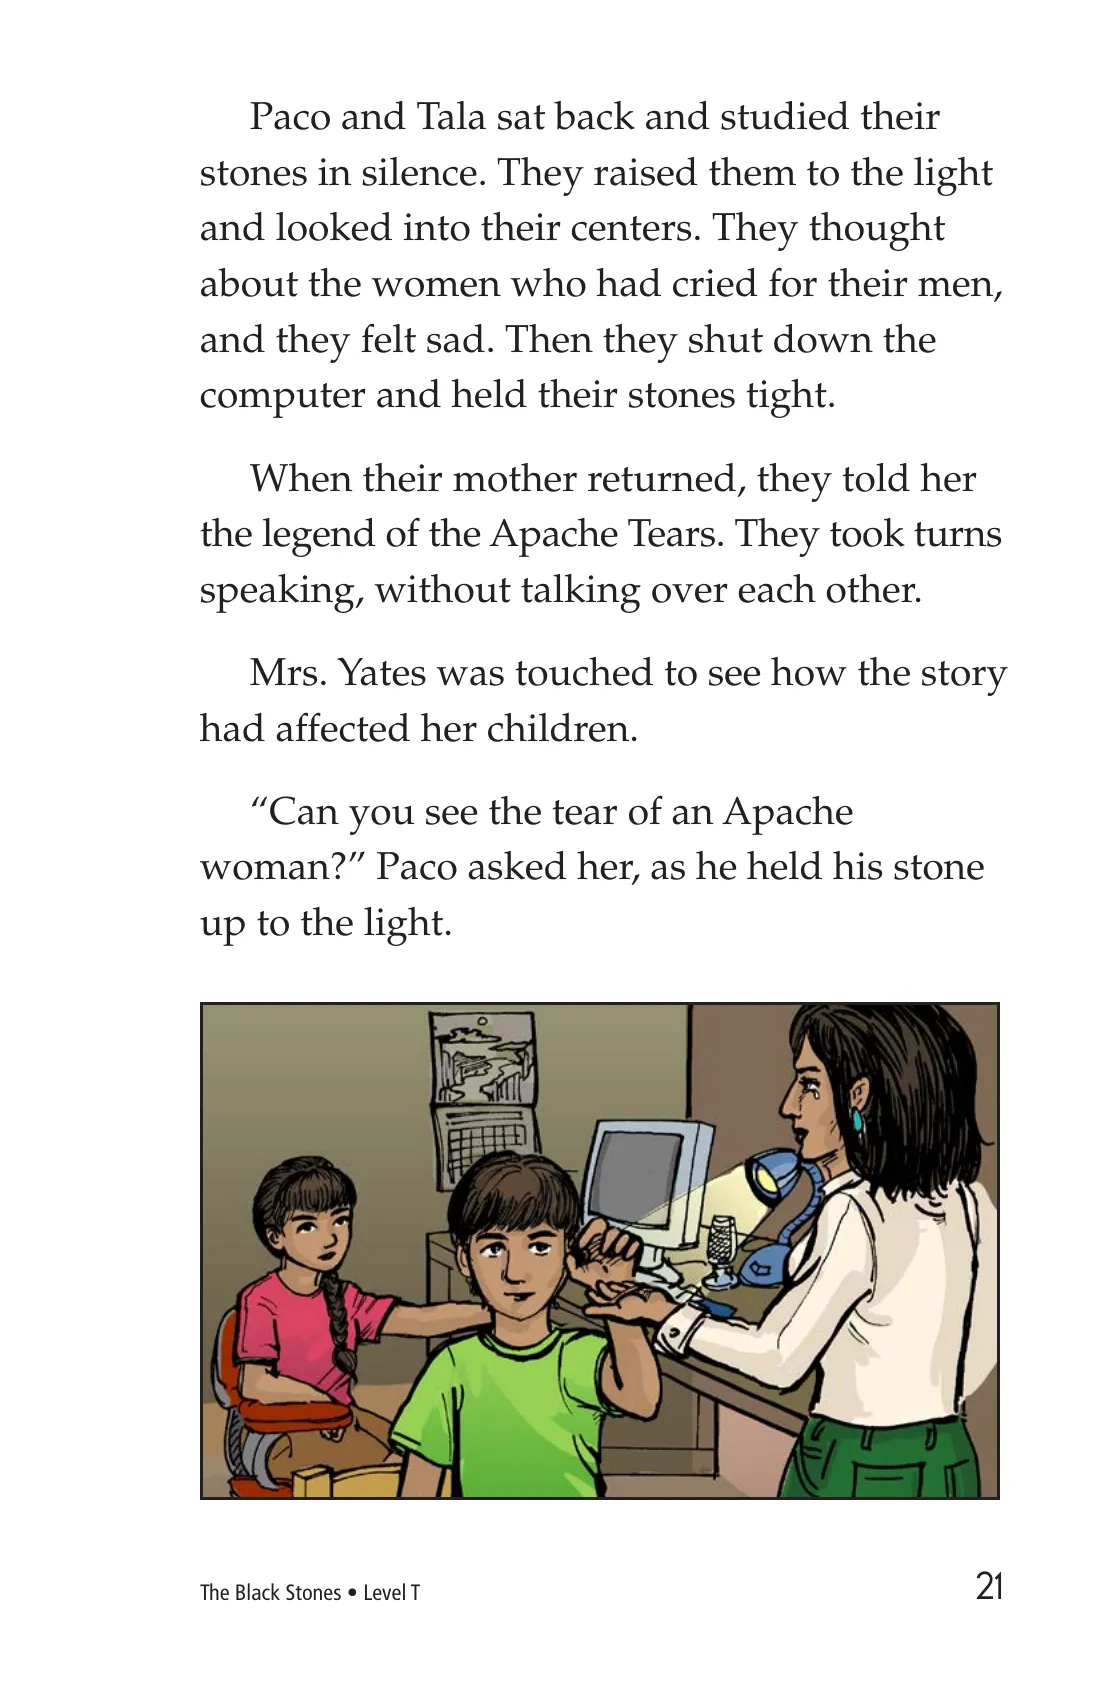 Paco and Tala sat back and studied their
stones in silence. They raised them to the light
and looked into their centers. They thought
about the women who had cried for their men,
and they felt sad. Then they shut down the
computer and held their stones tight.
When their mother returned, they told her
the legend of the Apache Tears. They took turns
speaking, without talking over each other.
Mrs. Yates was touched to see how the story
had affected her children.
“Can you see the tear of an Apache
woman?” Paco asked her, as he held his stone
up to the light.
The Black Stones • Level T
21